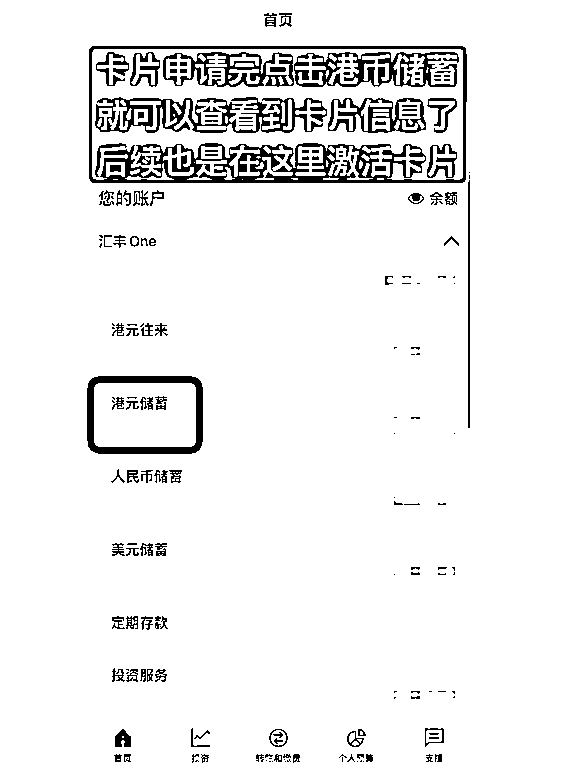 首页
卡片申请完点击港币储蓄
就可以查看到卡片信息了
后续也是在这里激活卡片
您的账户
余额
汇丰 One
港元往来
港元储蓄
人民币储蓄
美元储蓄
定期存款
投资服务
首页
投资
转账和缴费
个人预算
支援